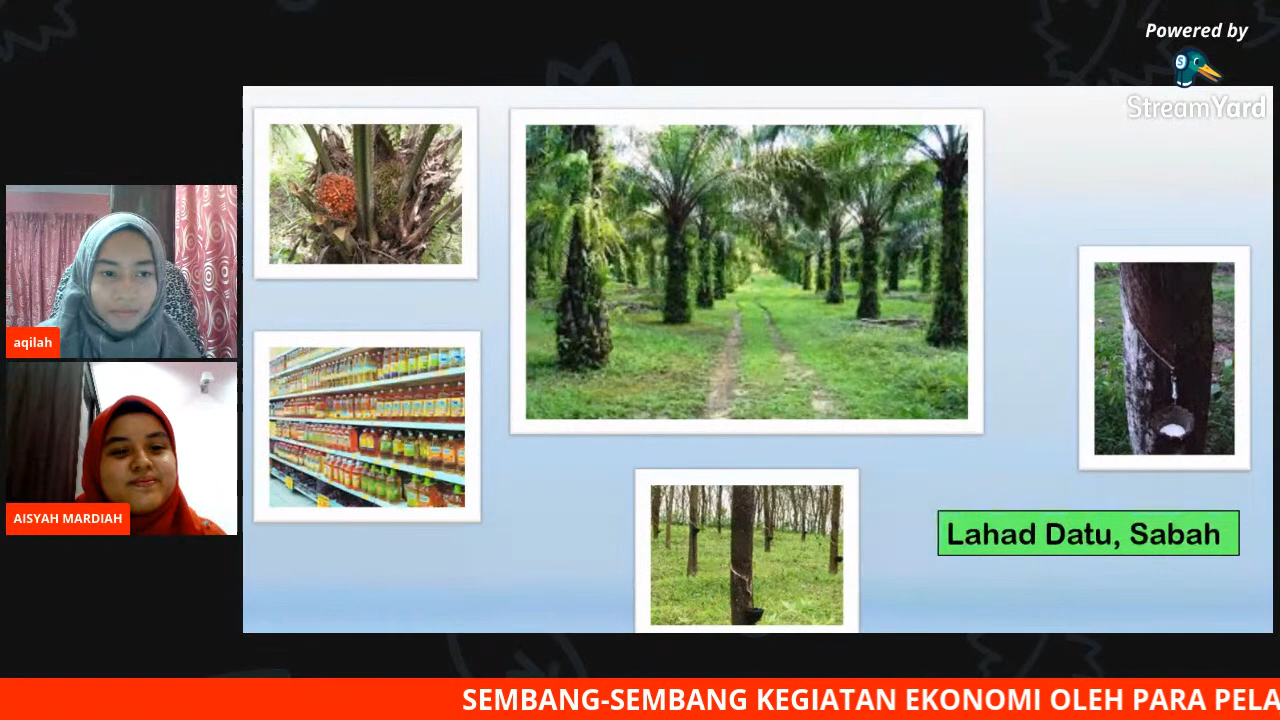 Powered by
StreamYard
aqilah
AISYAH MARDIAH
Lahad Datu, Sabah
SEMBANG-SEMBANG KEGIATAN EKONOMI OLEH PARA PELA